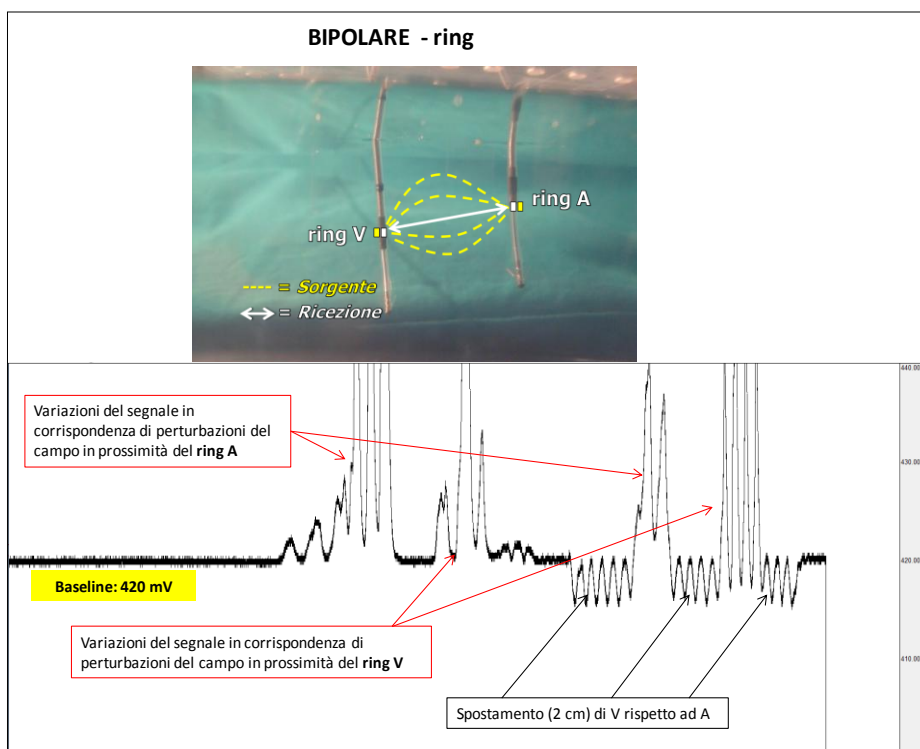 BIPOLARE - ring
ring A
ring V
---- = Sorgente
↔ = Ricezione
Variazioni del segnale in
corrispondenza di perturbazioni del
campo in prossimità del ring A
440.00
430.00
420.00
410.00
Baseline: 420 mV
Variazioni del segnale in corrispondenza di
perturbazioni del campo in prossimità del ring V
Spostamento (2 cm) di V rispetto ad A